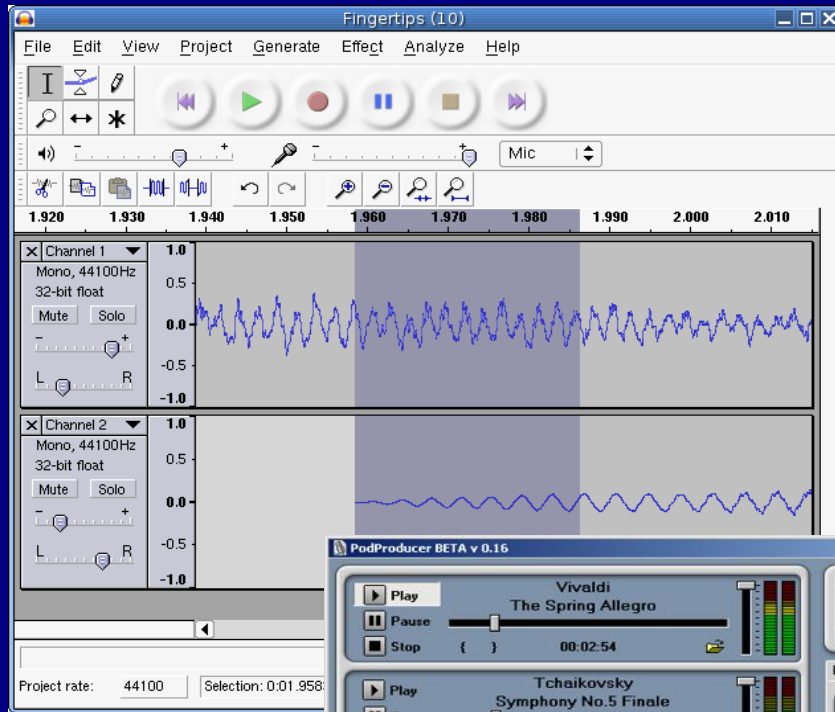 Fingertips (10)
File Edit View Project Generate Effect Analyze Help
- + - + Mic
1.920 1.930 1.940 1.950 1.960 1.970 1.980 1.990 2.000 2.010
X Channel 1
Mono, 44100Hz
32-bit float
Mute Solo
- +
L R
1.0
0.5
0.0
-0.5
-1.0
X Channel 2
Mono, 44100Hz
32-bit float
Mute Solo
- +
L R
1.0
0.5
0.0
-0.5
-1.0
Project rate: 44100 Selection: 0:01.958
PodProducer BETA v 0.16
Play
Pause
Stop
Vivaldi
The Spring Allegro
{ } 00:02:54
Play
Tchaikovsky
Symphony No.5 Finale